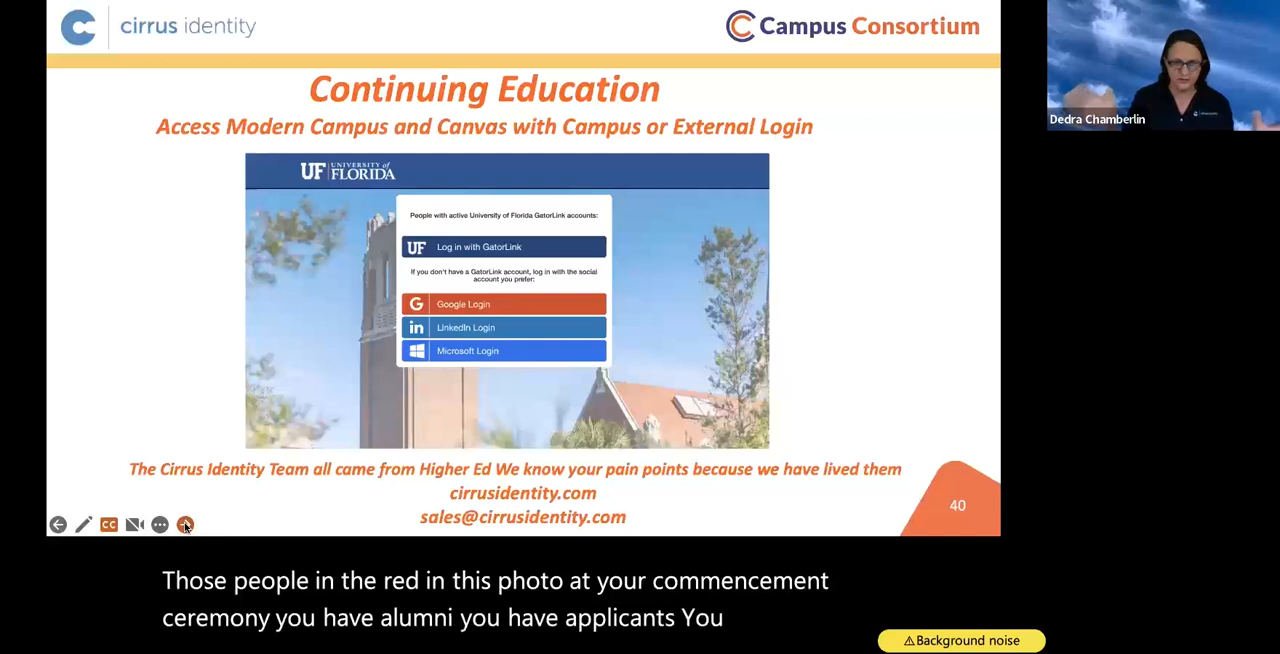 cirrus identity
Campus Consortium
Dedra Chamberlin
Continuing Education
Access Modern Campus and Canvas with Campus or External Login
UF UNIVERSITY of
FLORIDA
People with active University of Florida GatorLink accounts:
UF Log in with GatorLink
If you don't have a GatorLink account, log in with the social
account you prefer:
G Google Login
in LinkedIn Login
Microsoft Login
The Cirrus Identity Team all came from Higher Ed We know your pain points because we have lived them
cirrusidentity.com
sales@cirrusidentity.com
40
CC
Those people in the red in this photo at your commencement
ceremony you have alumni you have applicants You
⚠Background noise